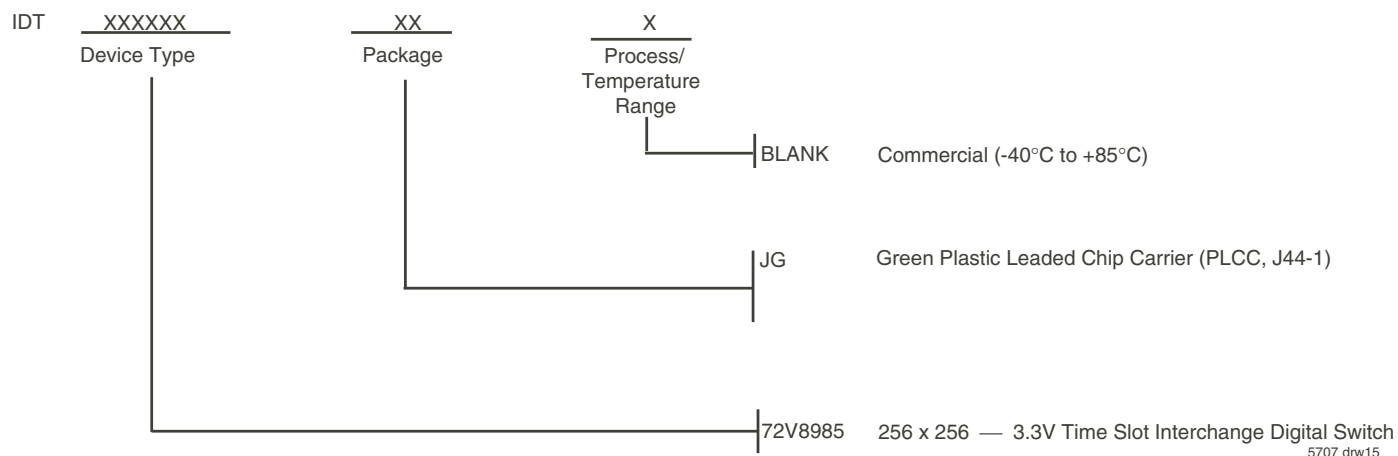 IDT XXXXXX XX X
Device Type Package Process/
Temperature
Range
BLANK Commercial (-40°C to +85°C)
JG Green Plastic Leaded Chip Carrier (PLCC, J44-1)
72V8985 256 x 256 — 3.3V Time Slot Interchange Digital Switch
5707 drw15